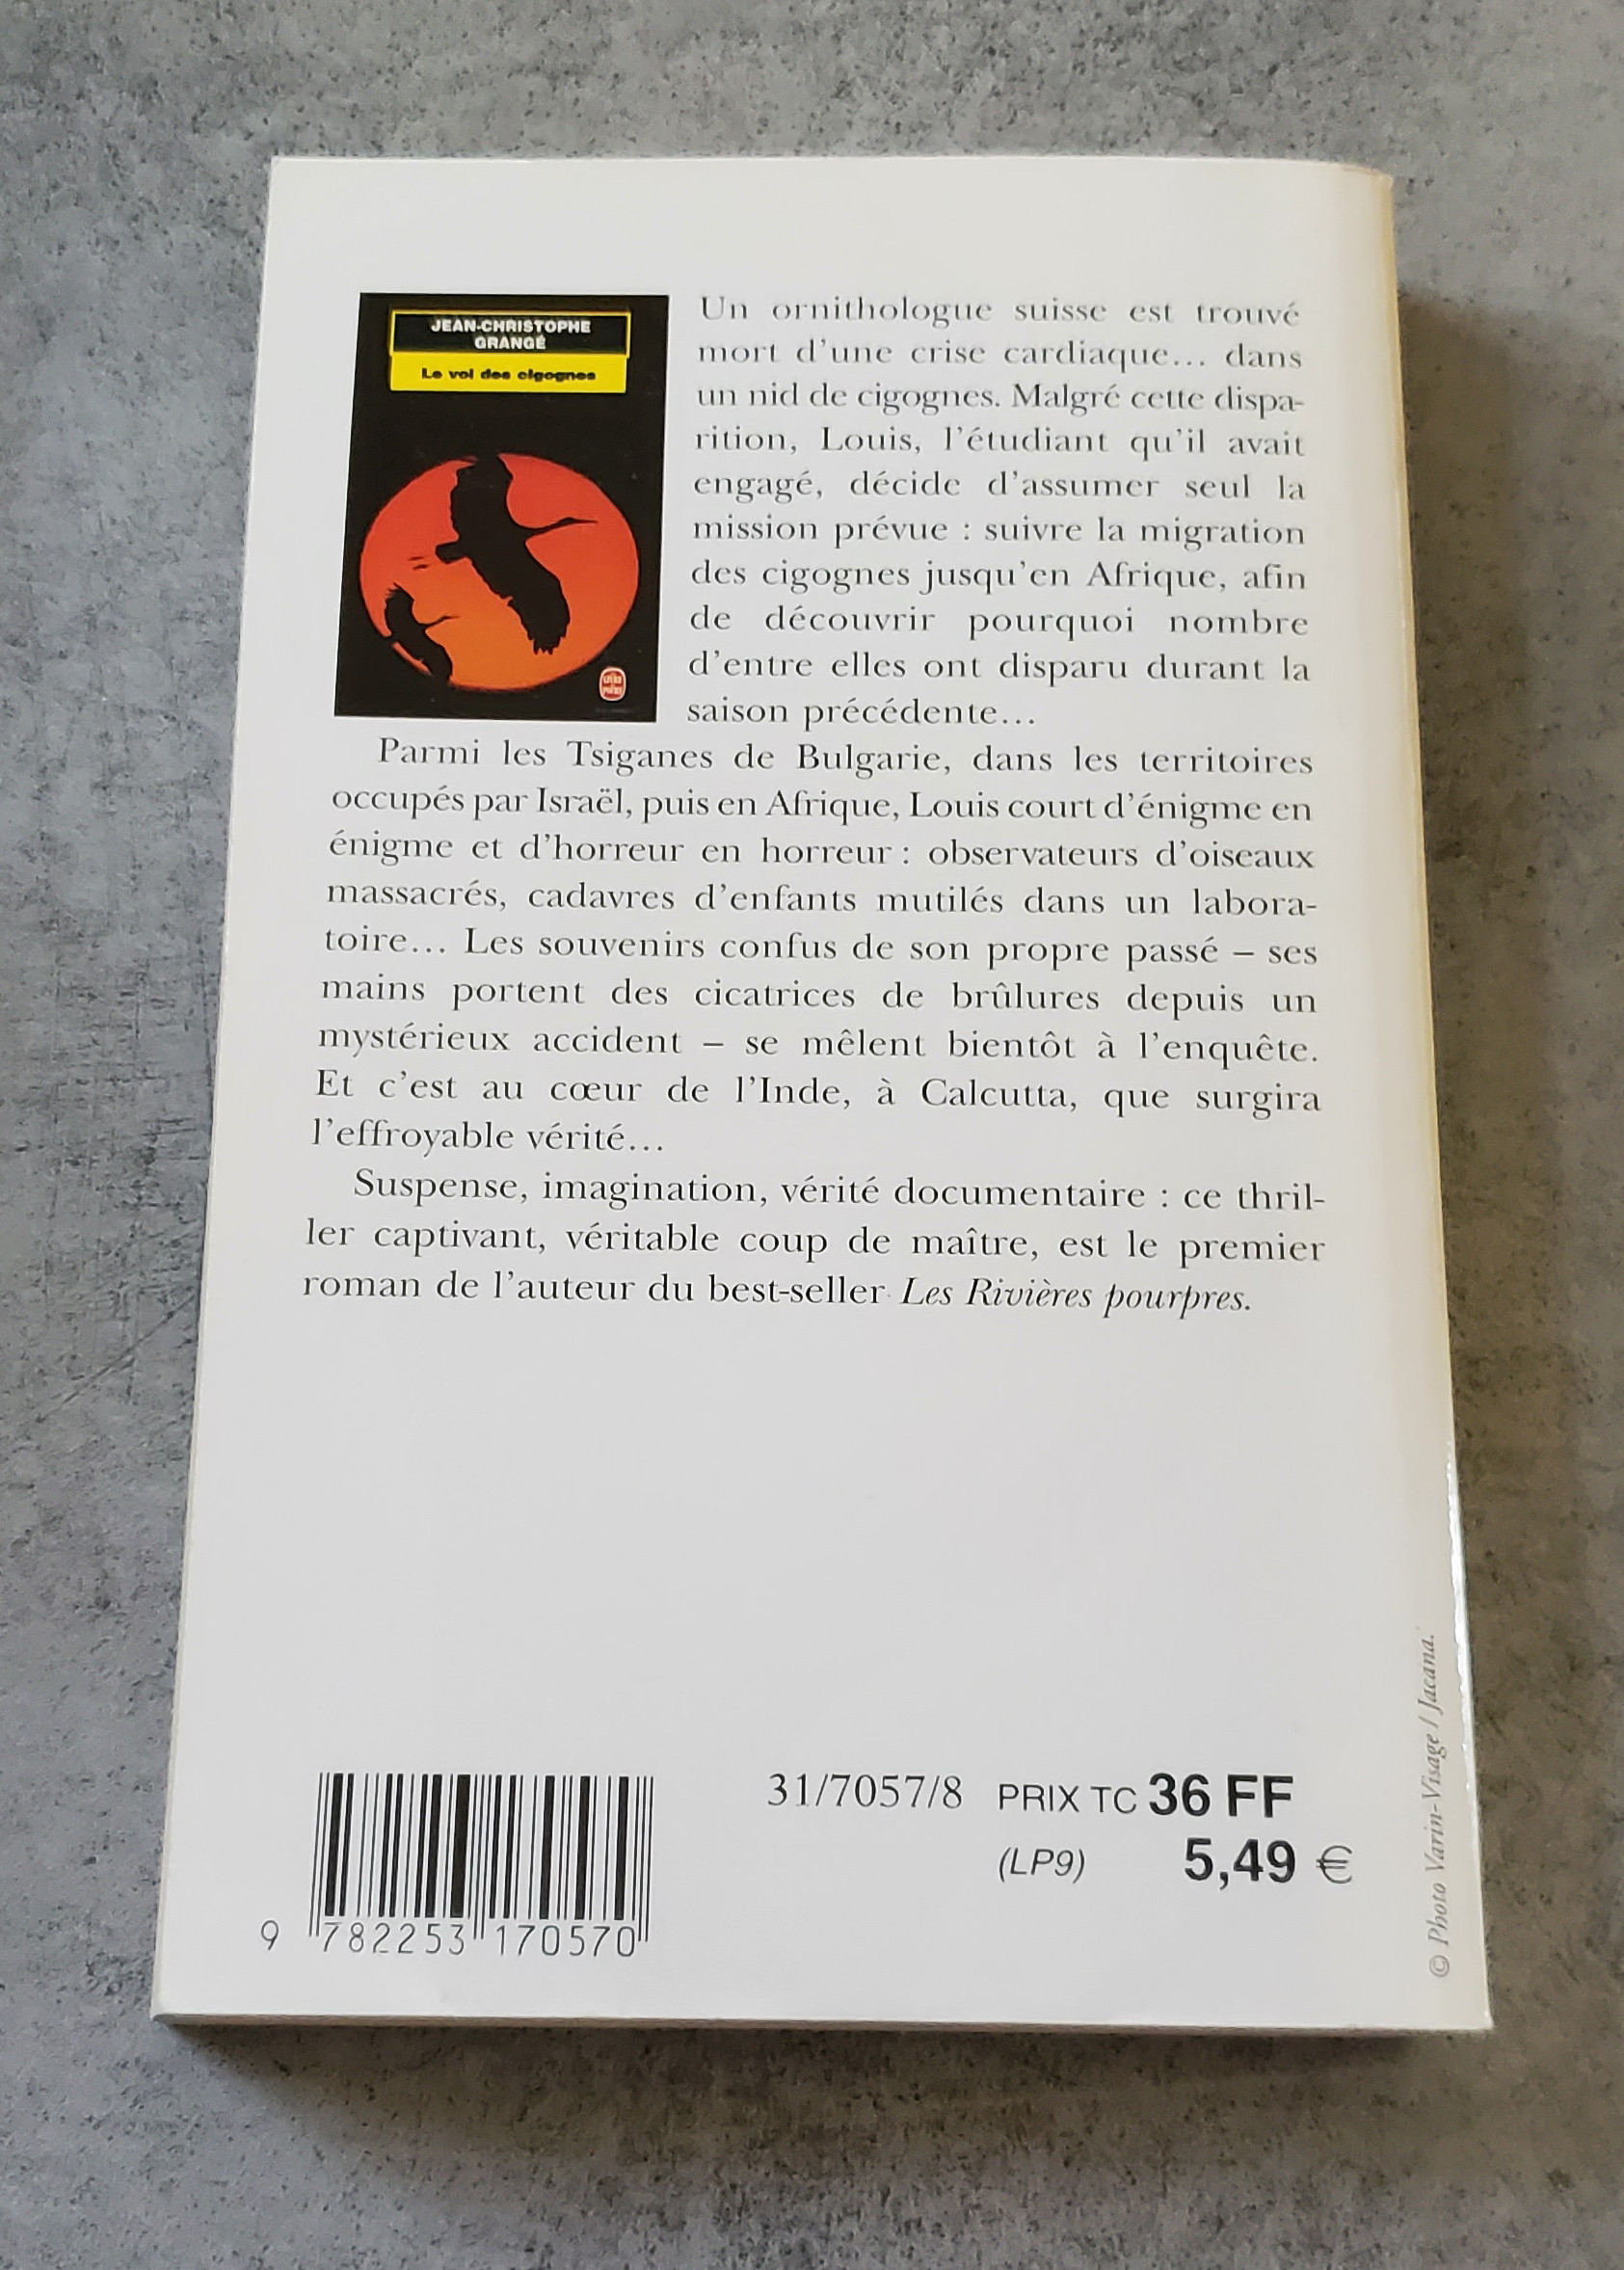 JEAN-CHRISTOPHE
GRANGÉ
Le vol des cigognes
LE LIVRE DE POCHE
Un ornithologue suisse est trouvé
mort d'une crise cardiaque... dans
un nid de cigognes. Malgré cette dispa-
rition, Louis, l'étudiant qu'il avait
engagé, décide d'assumer seul la
mission prévue : suivre la migration
des cigognes jusqu'en Afrique, afin
de découvrir pourquoi nombre
d'entre elles ont disparu durant la
saison précédente...
Parmi les Tsiganes de Bulgarie, dans les territoires
occupés par Israël, puis en Afrique, Louis court d'énigme en
énigme et d'horreur en horreur : observateurs d'oiseaux
massacrés, cadavres d'enfants mutilés dans un labora-
toire... Les souvenirs confus de son propre passé – ses
mains portent des cicatrices de brûlures depuis un
mystérieux accident – se mêlent bientôt à l'enquête.
Et c'est au cœur de l'Inde, à Calcutta, que surgira
l'effroyable vérité...
Suspense, imagination, vérité documentaire : ce thril-
ler captivant, véritable coup de maître, est le premier
roman de l'auteur du best-seller Les Rivières pourpres.
31/7057/8 PRIX TC 36 FF
(LP9) 5,49 €
9 782253 170570
© Photo Varin-Visage / Jacana.